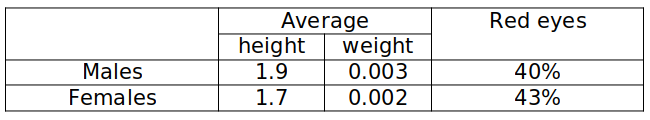 Average Red eyes
height weight
Males 1.9 0.003 40%
Females 1.7 0.002 43%